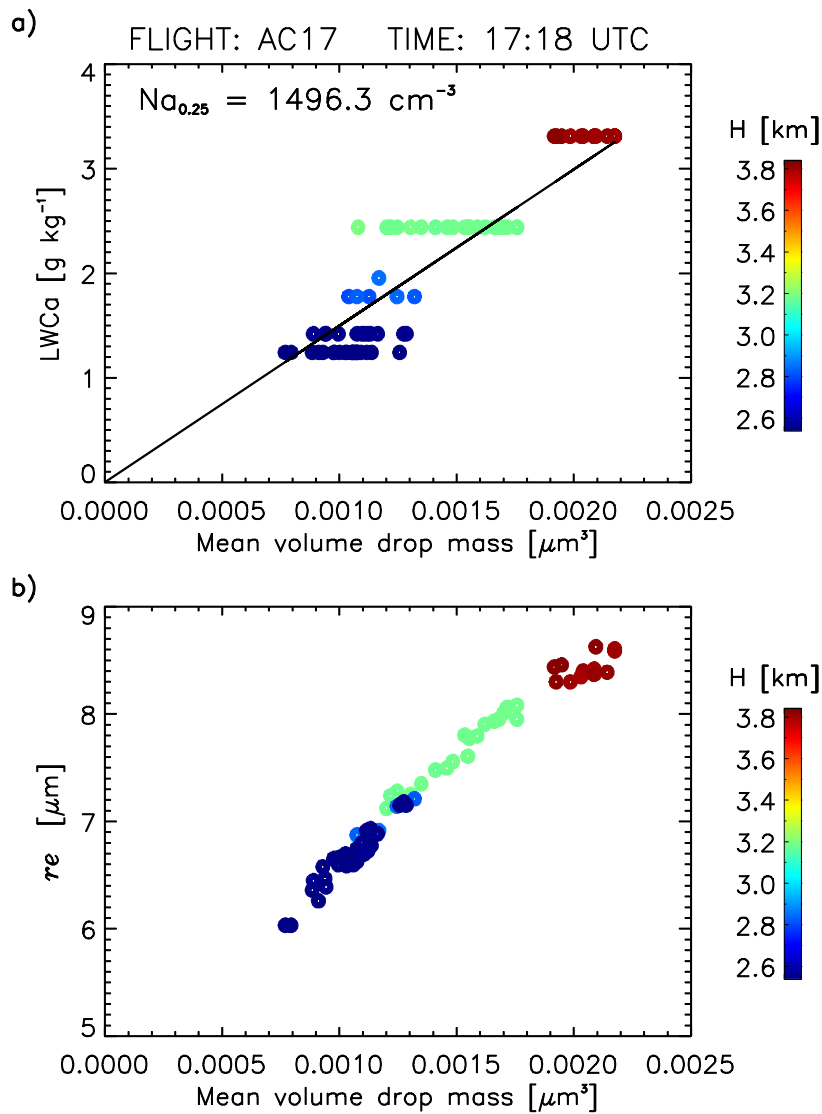 a)
FLIGHT: AC17 TIME: 17:18 UTC
Na0.25 = 1496.3 cm⁻³
4
3
2
1
0
LWCa [g kg⁻¹]
0.0000 0.0005 0.0010 0.0015 0.0020 0.0025
Mean volume drop mass [μm³]
H [km]
3.8
3.6
3.4
3.2
3.0
2.8
2.6
b)
9
8
7
6
5
re [μm]
0.0000 0.0005 0.0010 0.0015 0.0020 0.0025
Mean volume drop mass [μm³]
H [km]
3.8
3.6
3.4
3.2
3.0
2.8
2.6